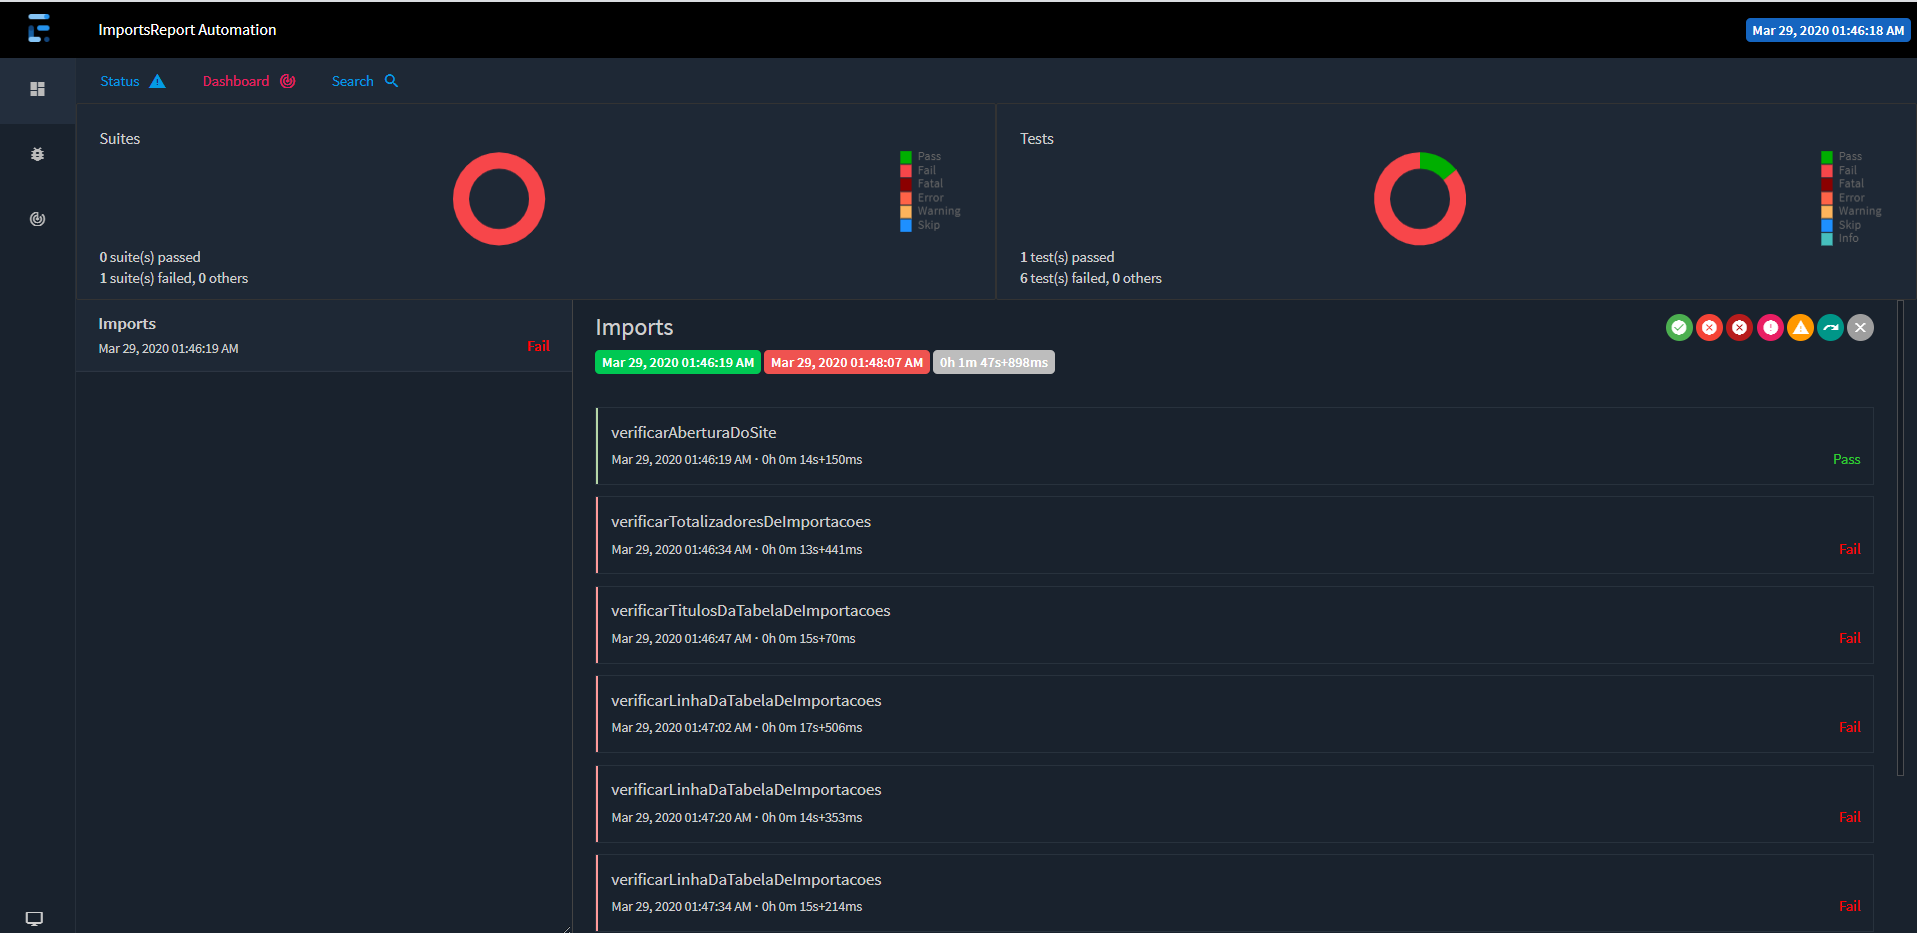 ImportsReport Automation
Mar 29, 2020 01:46:18 AM
Status
Dashboard
Search
Suites
Pass
Fail
Fatal
Error
Warning
Skip
0 suite(s) passed
1 suite(s) failed, 0 others
Tests
Pass
Fail
Fatal
Error
Warning
Skip
Info
1 test(s) passed
6 test(s) failed, 0 others
Imports
Mar 29, 2020 01:46:19 AM
Fail
Imports
Mar 29, 2020 01:46:19 AM
Mar 29, 2020 01:48:07 AM
0h 1m 47s+898ms
verificarAberturaDoSite
Mar 29, 2020 01:46:19 AM · 0h 0m 14s+150ms
Pass
verificarTotalizadoresDeImportacoes
Mar 29, 2020 01:46:34 AM · 0h 0m 13s+441ms
Fail
verificarTitulosDaTabelaDeImportacoes
Mar 29, 2020 01:46:47 AM · 0h 0m 15s+70ms
Fail
verificarLinhaDaTabelaDeImportacoes
Mar 29, 2020 01:47:02 AM · 0h 0m 17s+506ms
Fail
verificarLinhaDaTabelaDeImportacoes
Mar 29, 2020 01:47:20 AM · 0h 0m 14s+353ms
Fail
verificarLinhaDaTabelaDeImportacoes
Mar 29, 2020 01:47:34 AM · 0h 0m 15s+214ms
Fail